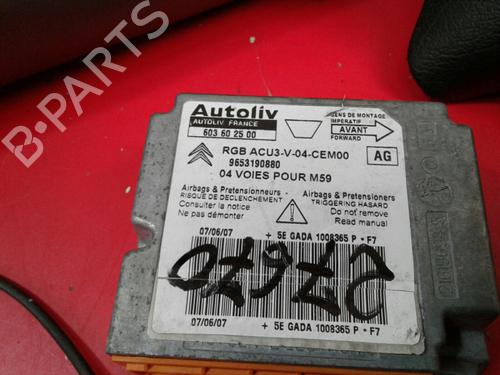 B-PARTS
Autoliv
AUTOLIV FRANCE
603 60 25 00
SENS DE MONTAGE
IMPERATIF
AVANT
FORWARD
RGB ACU3-V-04-CEM00
9653190880
AG
04 VOIES POUR M59
Airbags & Pretensionneurs
RISQUE DE DECLENCHEMENT
Consulter la notice
Ne pas démonter
Airbags & Pretensioners
TRIGGERING HASARD
Do not remove
Read manual
07/06/07 + 5E GADA 1008365 P - F7
07/06/07 + 5E GADA 1008365 P - F7